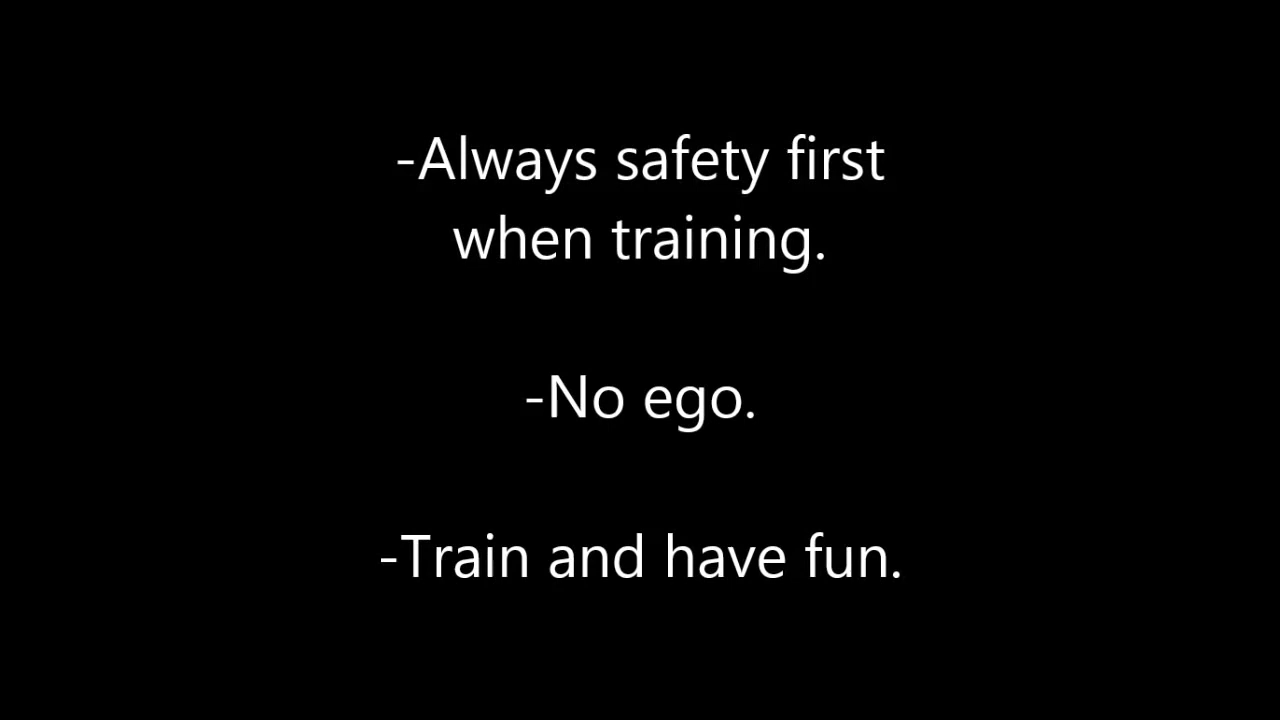 -Always safety first
when training.
-No ego.
-Train and have fun.